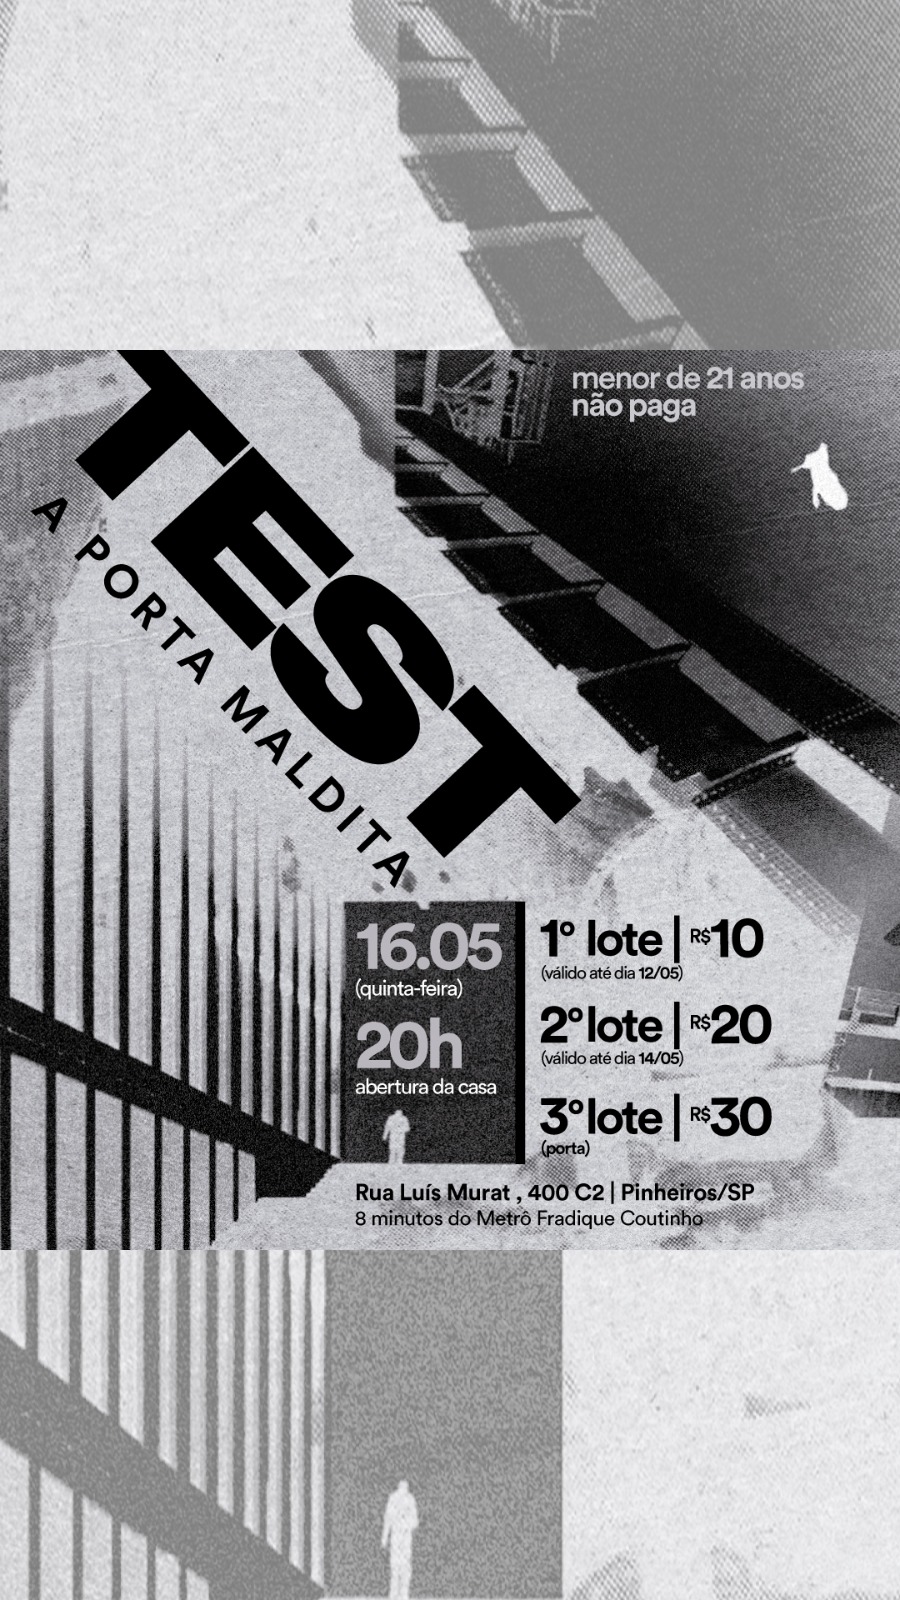 menor de 21 anos
não paga
TEST
A PORTA MALDITA
16.05
(quinta-feira)
20h
abertura da casa
1º lote | R$10
(válido até dia 12/05)
2º lote | R$20
(válido até dia 14/05)
3º lote | R$30
(porta)
Rua Luís Murat , 400 C2 | Pinheiros/SP
8 minutos do Metrô Fradique Coutinho